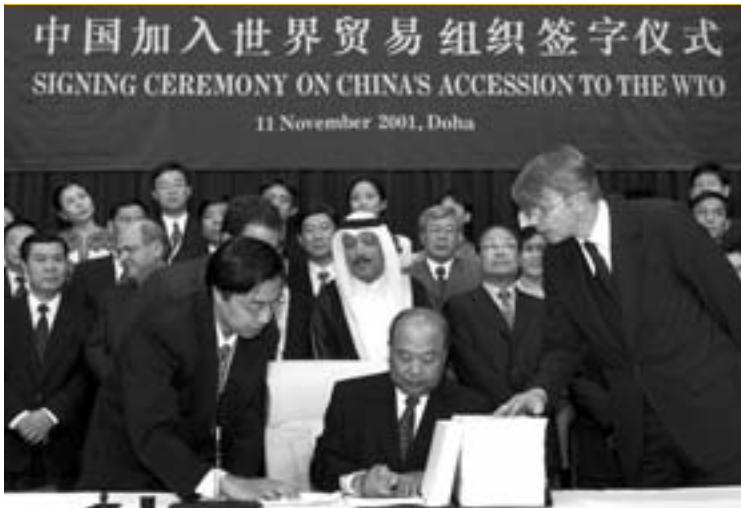 中国加入世界贸易组织签字仪式
SIGNING CEREMONY ON CHINA'S ACCESSION TO THE WTO
11 November 2001, Doha